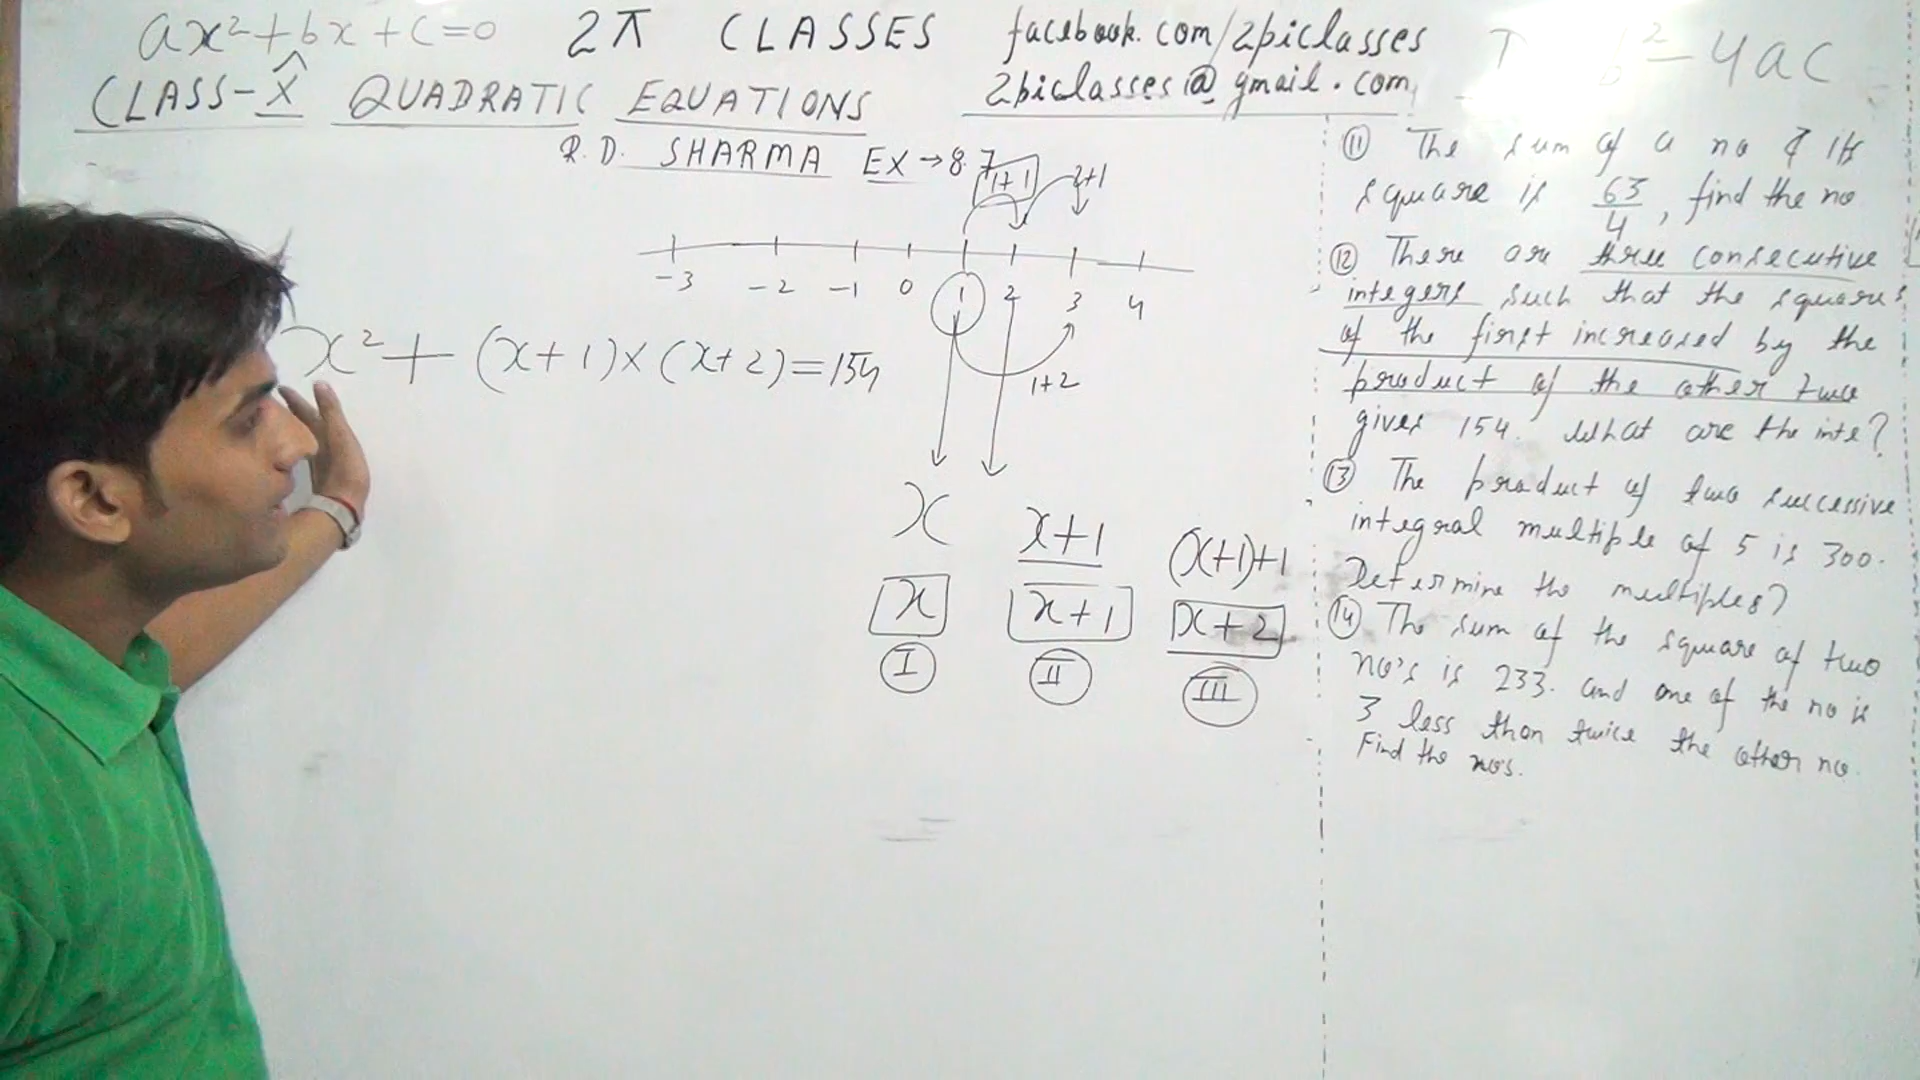 ax²+bx+c=0 2π CLASSES facebook.com/2piclasses
b²-4ac
CLASS-X QUADRATIC EQUATIONS 2piclasses@gmail.com
R.D. SHARMA EX→8.7
1+1 2+1
-3 -2 -1 0 1 2 3 4
1+2
x²+(x+1)×(x+2)=154
x x+1 (x+1)+1
x x+1 x+2
I II III
11 The sum of a no & its
square is 63/4, find the no
12 There are three consecutive
integers such that the square
of the first increased by the
product of the other two
gives 154. What are the inte?
13 The product of two successive
integral multiple of 5 is 300.
Determine the multiples?
14 The sum of the square of two
no's is 233. and one of the no is
3 less than twice the other no.
Find the no's.